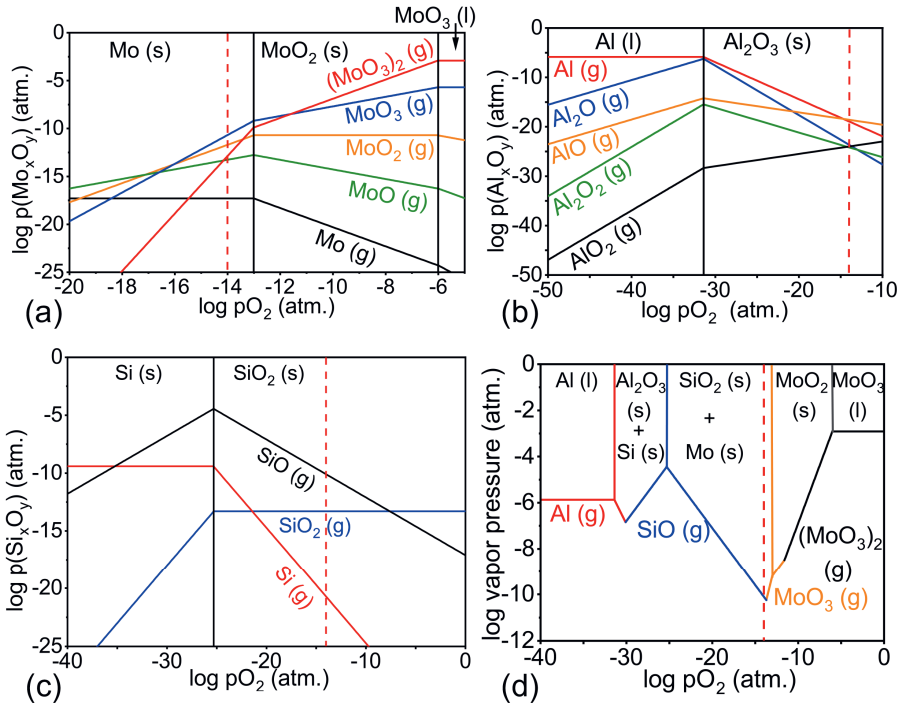 MoO₃ (l)
Mo (s)
MoO₂ (s)
(MoO₃)₂ (g)
MoO₃ (g)
MoO₂ (g)
MoO (g)
Mo (g)
0
-5
-10
-15
-20
-25
-20 -18 -16 -14 -12 -10 -8 -6
log p(MoₓOᵧ) (atm.)
log pO₂ (atm.)
(a)
Al (l)
Al₂O₃ (s)
Al (g)
Al₂O (g)
AlO (g)
Al₂O₂ (g)
AlO₂ (g)
0
-10
-20
-30
-40
-50
-50 -40 -30 -20 -10
log p(AlₓOᵧ) (atm.)
log pO₂ (atm.)
(b)
Si (s)
SiO₂ (s)
SiO (g)
SiO₂ (g)
Si (g)
0
-5
-10
-15
-20
-25
-40 -30 -20 -10 0
log p(SiₓOᵧ) (atm.)
log pO₂ (atm.)
(c)
Al (l)
Al₂O₃
(s)
+
Si (s)
SiO₂ (s)
+
Mo (s)
MoO₂
(s)
MoO₃
(l)
Al (g)
SiO (g)
(MoO₃)₂
(g)
MoO₃ (g)
0
-2
-4
-6
-8
-10
-12
-40 -30 -20 -10 0
log vapor pressure (atm.)
log pO₂ (atm.)
(d)